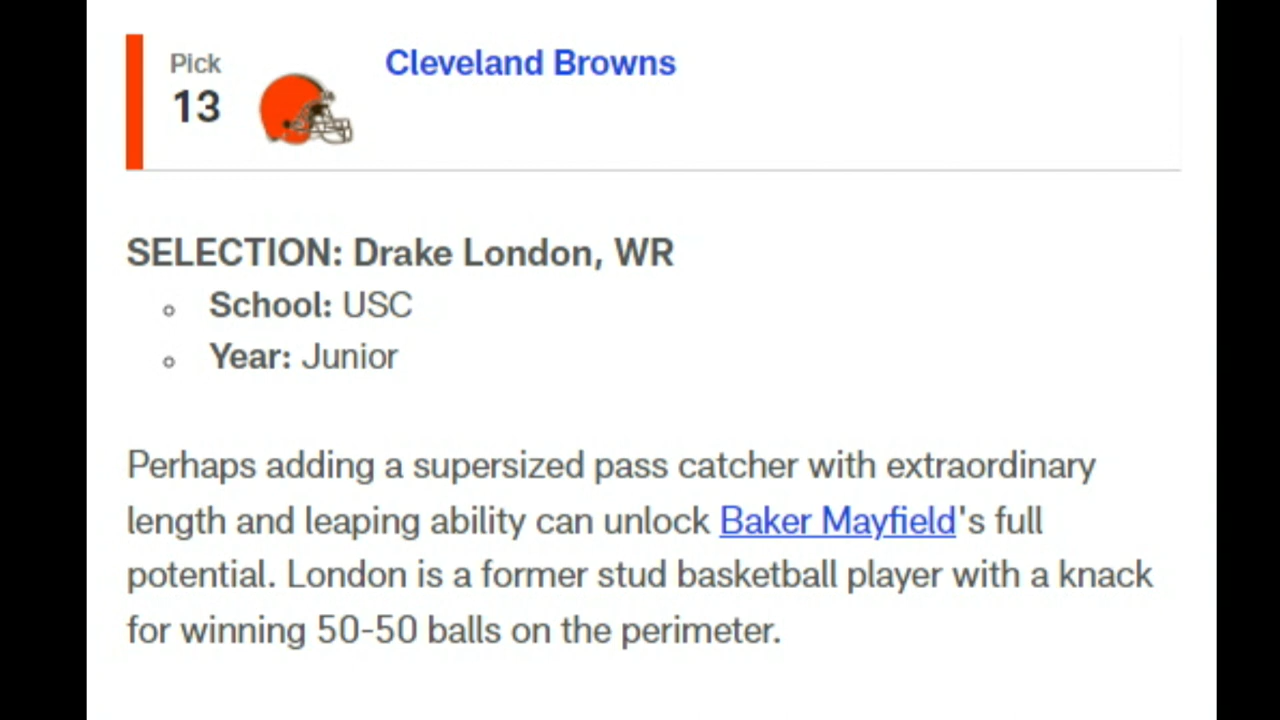 Pick
13
Cleveland Browns
SELECTION: Drake London, WR
School: USC
Year: Junior
Perhaps adding a supersized pass catcher with extraordinary
length and leaping ability can unlock Baker Mayfield's full
potential. London is a former stud basketball player with a knack
for winning 50-50 balls on the perimeter.